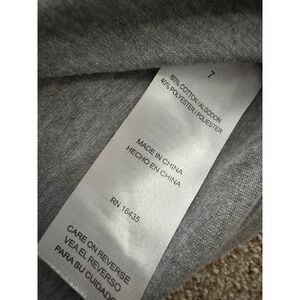 7
60% COTTON/ALGODON
40% POLYESTER/POLIESTER
MADE IN CHINA
HECHO EN CHINA
RN 16435
CARE ON REVERSE
VEA EL REVERSO
PARA SU CUIDADO